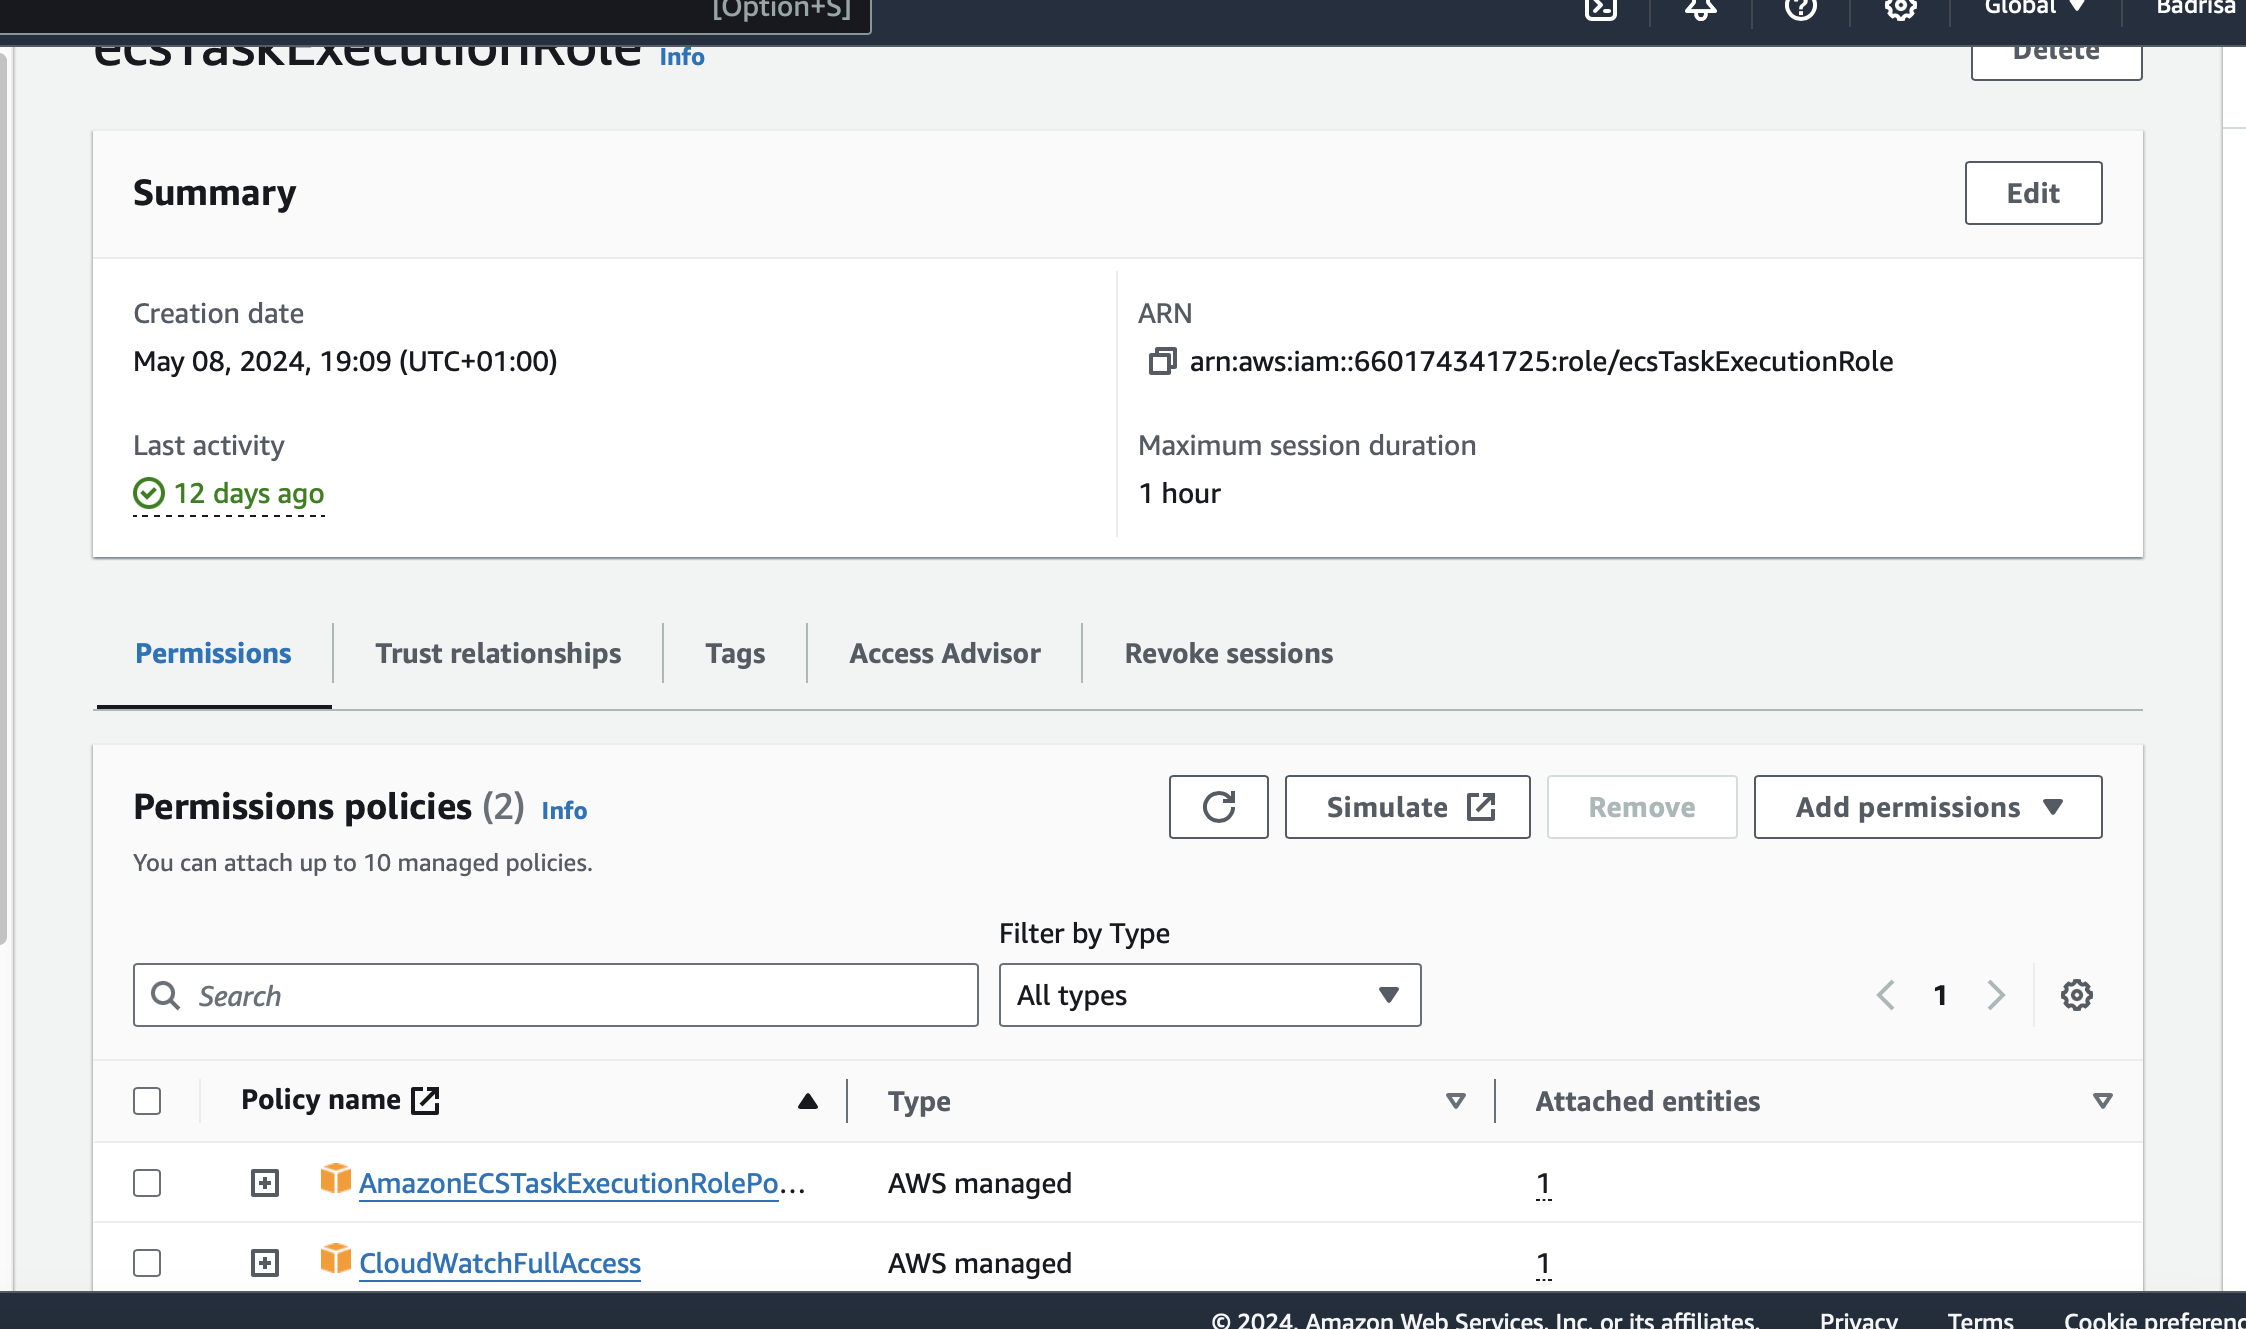 [Option+S]
Global
Badrisa
ecsTaskExecutionRole Info
Delete
Summary
Edit
Creation date
May 08, 2024, 19:09 (UTC+01:00)
ARN
arn:aws:iam::660174341725:role/ecsTaskExecutionRole
Last activity
12 days ago
Maximum session duration
1 hour
Permissions
Trust relationships
Tags
Access Advisor
Revoke sessions
Permissions policies (2) Info
Simulate
Remove
Add permissions
You can attach up to 10 managed policies.
Filter by Type
Search
All types
1
Policy name
Type
Attached entities
AmazonECSTaskExecutionRolePo...
AWS managed
1
CloudWatchFullAccess
AWS managed
1
© 2024, Amazon Web Services, Inc. or its affiliates.
Privacy
Terms
Cookie preferenc